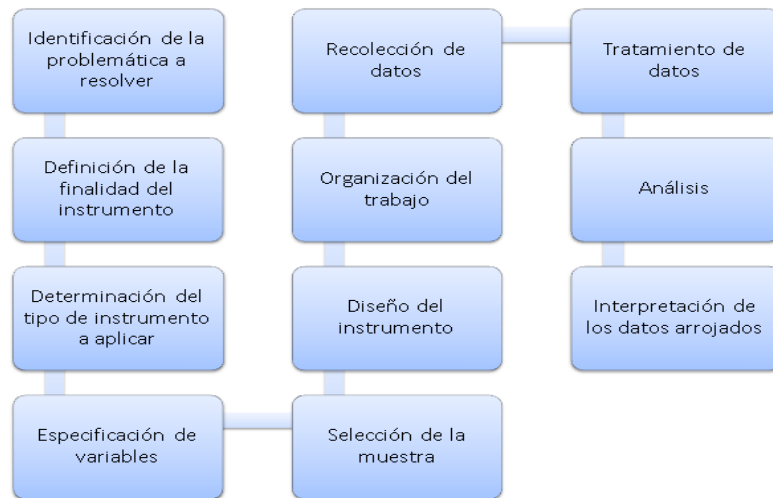 Identificación de la
problemática a
resolver
Definición de la
finalidad del
instrumento
Determinación del
tipo de instrumento
a aplicar
Especificación de
variables
Selección de la
muestra
Diseño del
instrumento
Organización del
trabajo
Recolección de
datos
Tratamiento de
datos
Análisis
Interpretación de
los datos arrojados